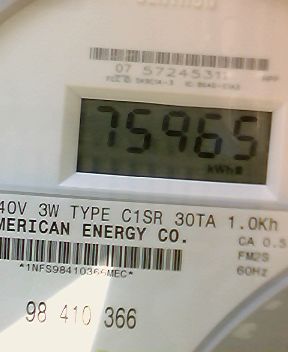 07 57245311
75965
kWh
40V 3W TYPE C1SR 30TA 1.0Kh
MERICAN ENERGY CO.
CA 0.5
FM2S
60Hz
*1NFS98410366MEC*
98 410 366